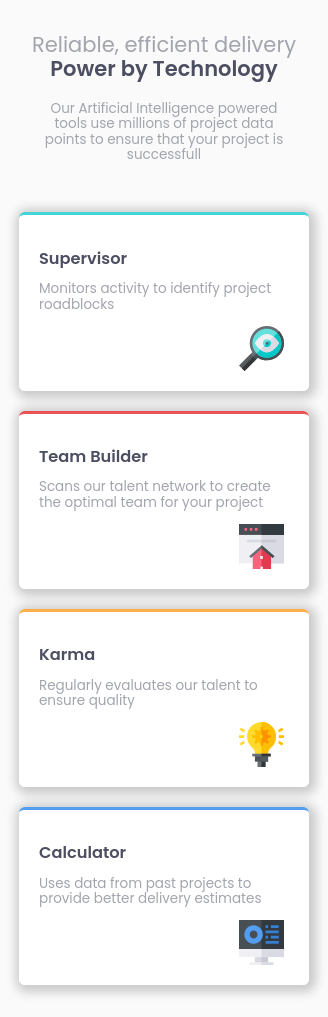 Reliable, efficient delivery
Power by Technology
Our Artificial Intelligence powered
tools use millions of project data
points to ensure that your project is
successfull
Supervisor
Monitors activity to identify project
roadblocks
Team Builder
Scans our talent network to create
the optimal team for your project
Karma
Regularly evaluates our talent to
ensure quality
Calculator
Uses data from past projects to
provide better delivery estimates